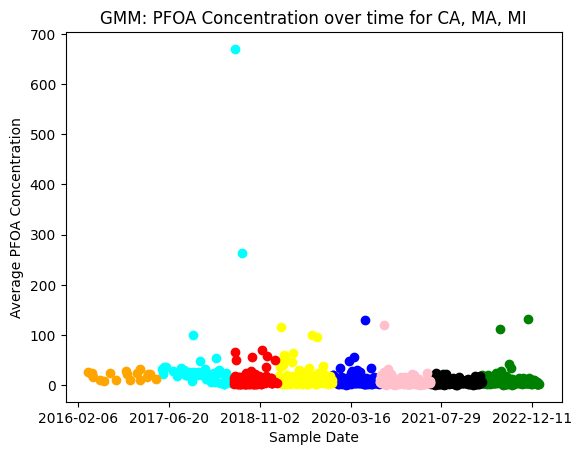 GMM: PFOA Concentration over time for CA, MA, MI
700
600
500
400
300
200
100
0
Average PFOA Concentration
2016-02-06 2017-06-20 2018-11-02 2020-03-16 2021-07-29 2022-12-11
Sample Date